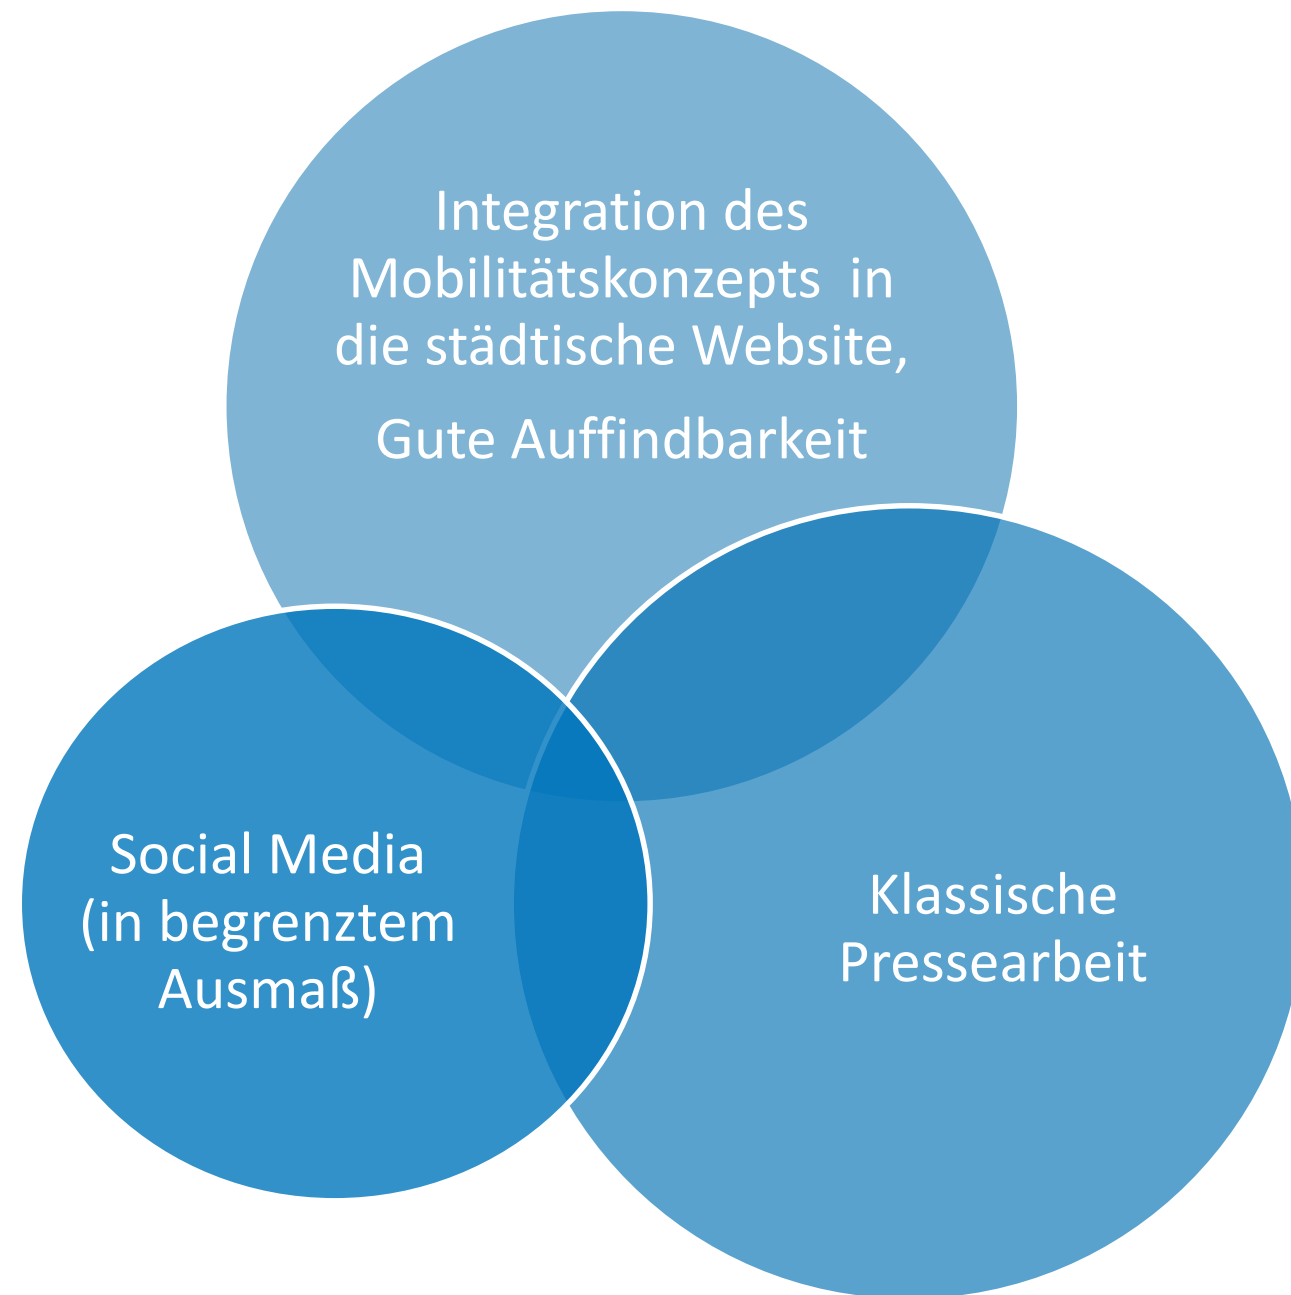 Integration des
Mobilitätskonzepts in
die städtische Website,
Gute Auffindbarkeit
Social Media
(in begrenztem
Ausmaß)
Klassische
Pressearbeit